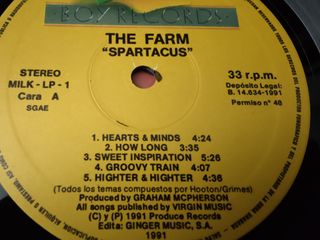 BOY RECORDS
THE FARM
"SPARTACUS"
STEREO
MILK - LP - 1
Cara A
SGAE
33 r.p.m.
Depósito Legal:
B. 14.634-1991
Permiso nº 46
1. HEARTS & MINDS 4:24
2. HOW LONG 3:35
3. SWEET INSPIRATION 5:26
4. GROOVY TRAIN 4:07
5. HIGHTER & HIGHTER 4:36
(Todos los temas compuestos por Hooton/Grimes)
Produced by GRAHAM MCPHERSON
All songs published by VIRGIN MUSIC
(C) y (P) 1991 Produce Records
Edita: GINGER MUSIC, S.A.
1991